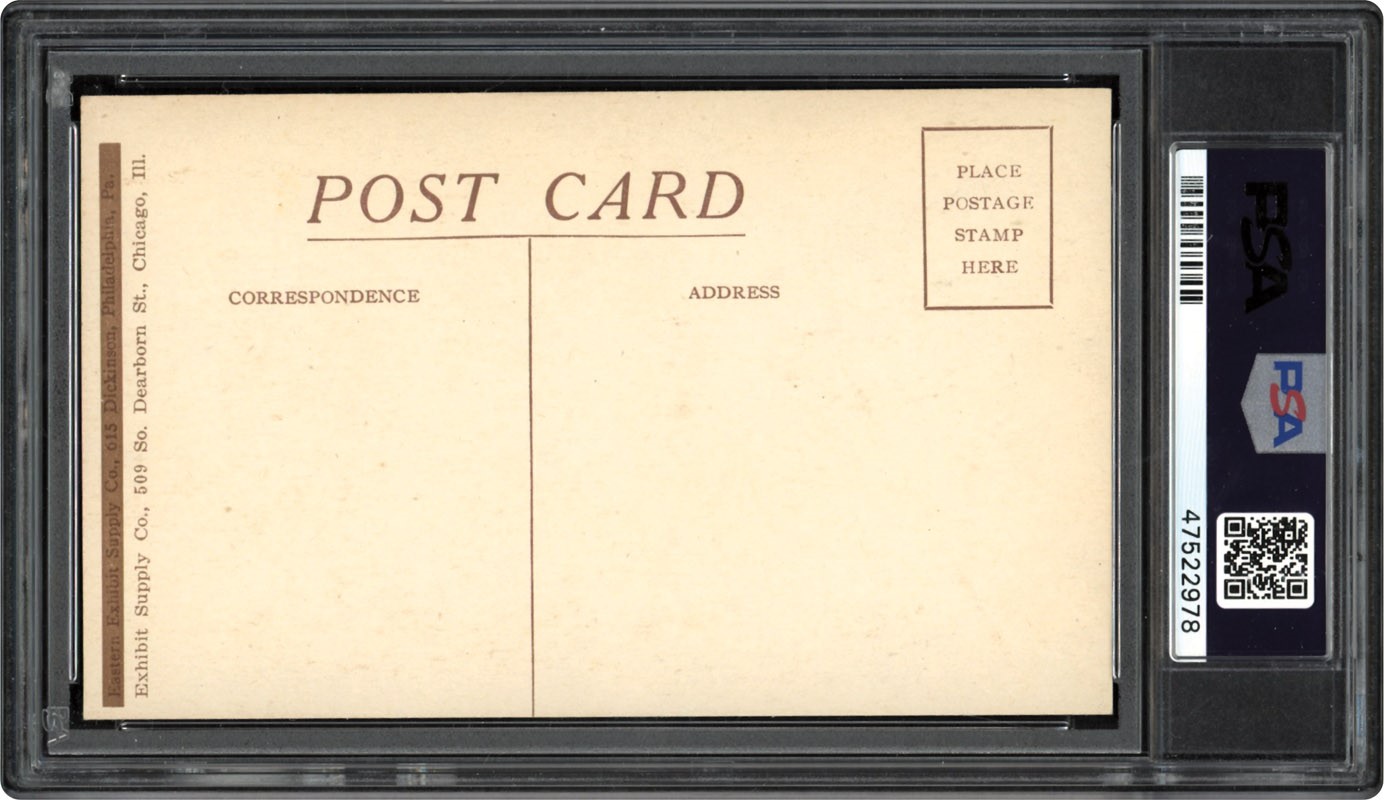 Eastern Exhibit Supply Co., 615 Dickinson, Philadelphia, Pa.
Exhibit Supply Co., 509 So. Dearborn St., Chicago, Ill.
POST CARD
CORRESPONDENCE
ADDRESS
PLACE
POSTAGE
STAMP
HERE
PSA
PSA
47522978